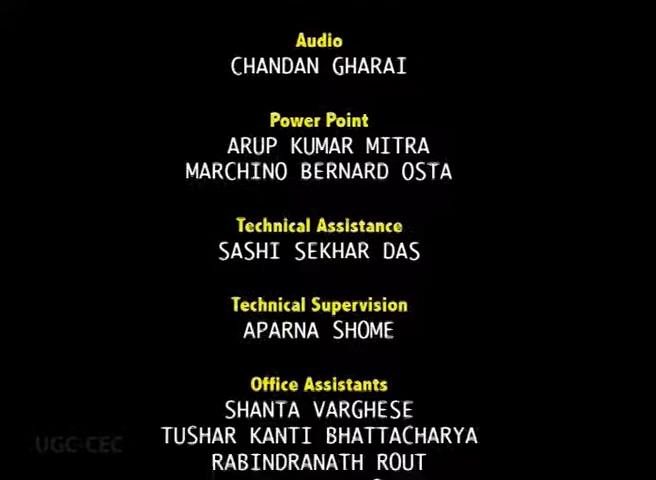 Audio
CHANDAN GHARAI
Power Point
ARUP KUMAR MITRA
MARCHINO BERNARD OSTA
Technical Assistance
SASHI SEKHAR DAS
Technical Supervision
APARNA SHOME
Office Assistants
SHANTA VARGHESE
TUSHAR KANTI BHATTACHARYA
UGC-CEC
RABINDRANATH ROUT